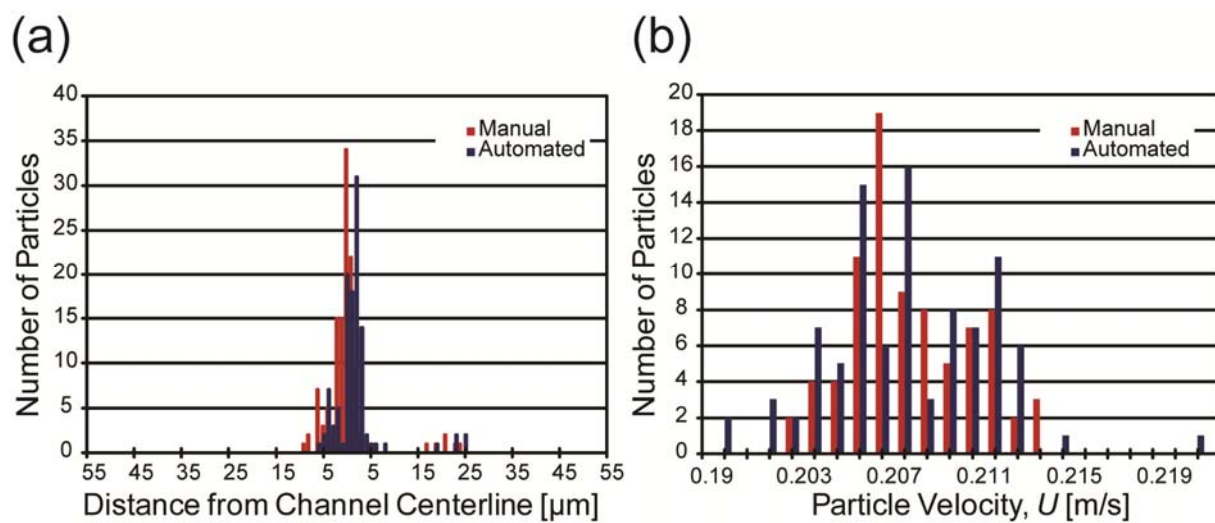 (a)
40
35
30
25
20
15
10
5
0
Number of Particles
Manual
Automated
55 45 35 25 15 5 5 15 25 35 45 55
Distance from Channel Centerline [µm]
(b)
20
18
16
14
12
10
8
6
4
2
0
Number of Particles
Manual
Automated
0.19 0.203 0.207 0.211 0.215 0.219
Particle Velocity, U [m/s]